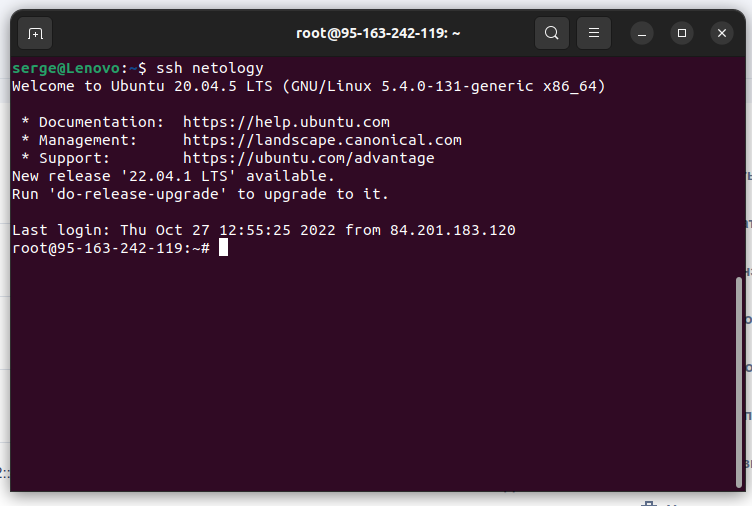 root@95-163-242-119: ~
serge@Lenovo:~$ ssh netology
Welcome to Ubuntu 20.04.5 LTS (GNU/Linux 5.4.0-131-generic x86_64)
* Documentation:  https://help.ubuntu.com
* Management:     https://landscape.canonical.com
* Support:        https://ubuntu.com/advantage
New release '22.04.1 LTS' available.
Run 'do-release-upgrade' to upgrade to it.
Last login: Thu Oct 27 12:55:25 2022 from 84.201.183.120
root@95-163-242-119:~#